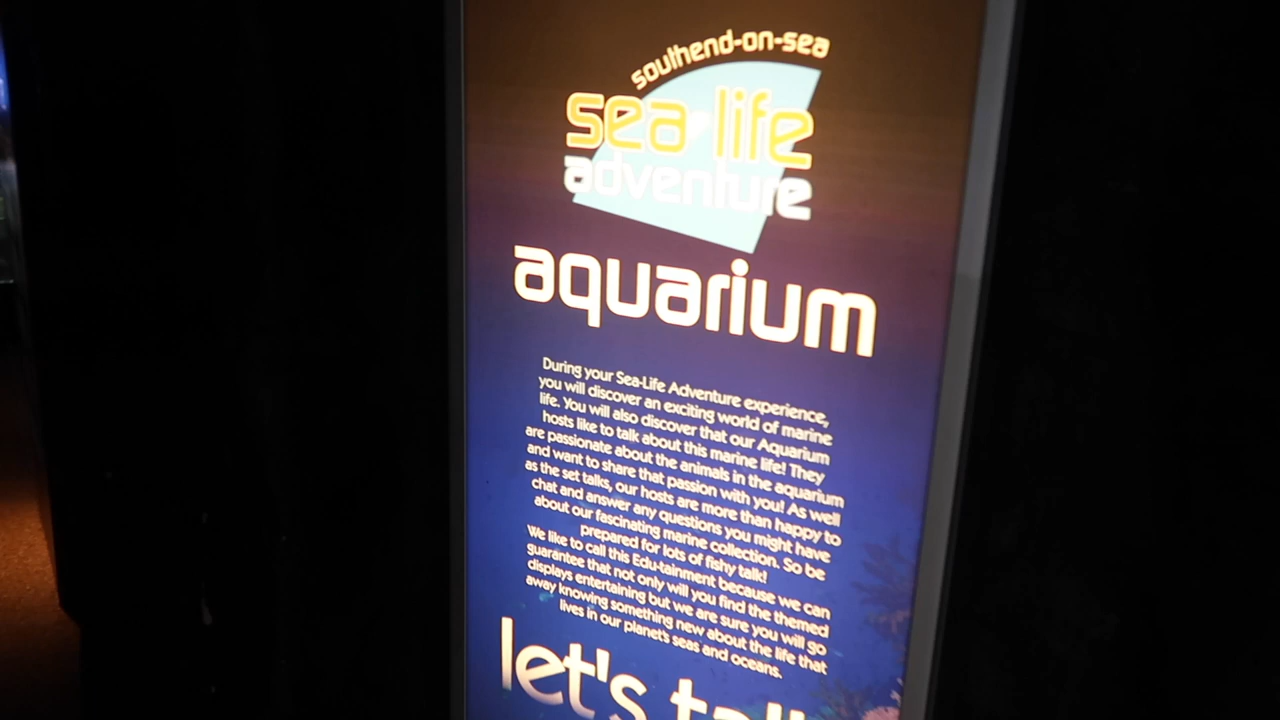 southend-on-sea
sea life
adventure
aquarium
During your Sea-Life Adventure experience,
you will discover an exciting world of marine
life. You will also discover that our Aquarium
hosts like to talk about this marine life! They
are passionate about the animals in the aquarium
and want to share that passion with you! As well
as the set talks, our hosts are more than happy to
chat and answer any questions you might have
about our fascinating marine collection. So be
prepared for lots of fishy talk!
We like to call this Edu-tainment because we can
guarantee that not only will you find the themed
displays entertaining but we are sure you will go
away knowing something new about the life that
lives in our planet's seas and oceans.
let's talk